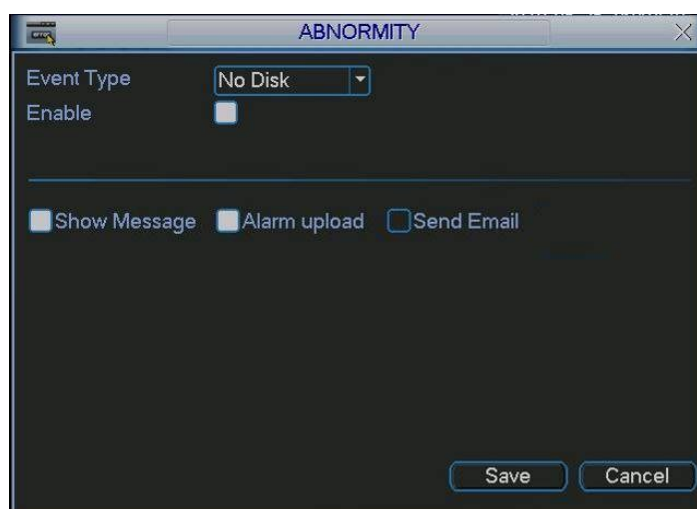 ABNORMITY
Event Type No Disk
Enable
Show Message Alarm upload Send Email
Save Cancel